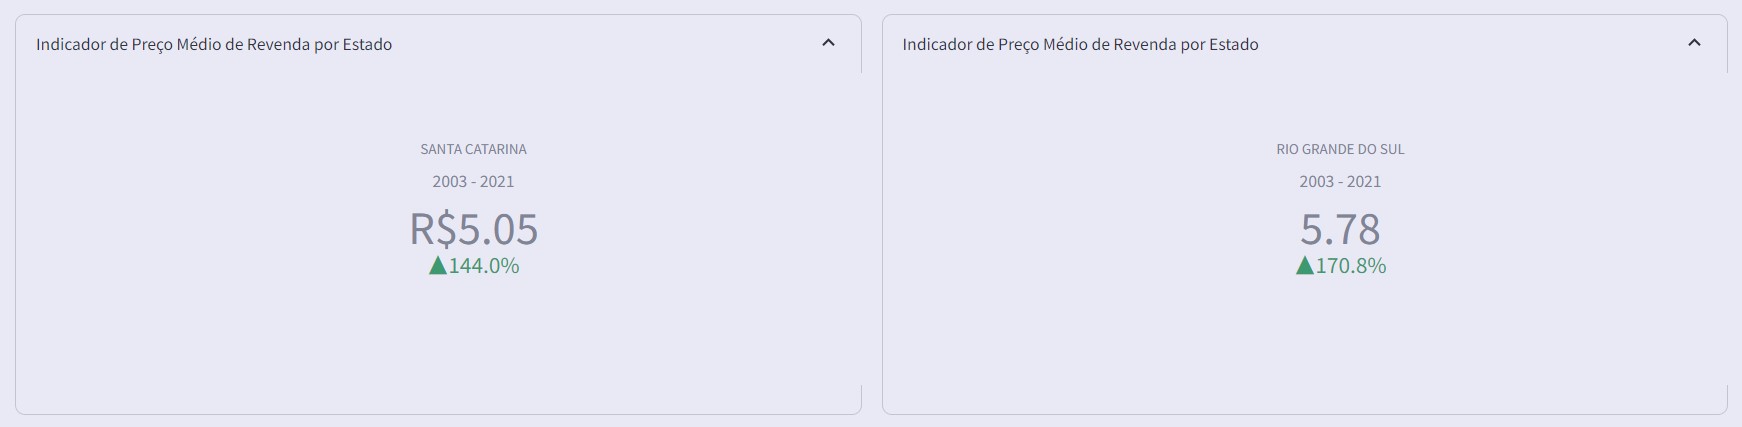 Indicador de Preço Médio de Revenda por Estado
SANTA CATARINA
2003 - 2021
R$5.05
▲144.0%
Indicador de Preço Médio de Revenda por Estado
RIO GRANDE DO SUL
2003 - 2021
5.78
▲170.8%